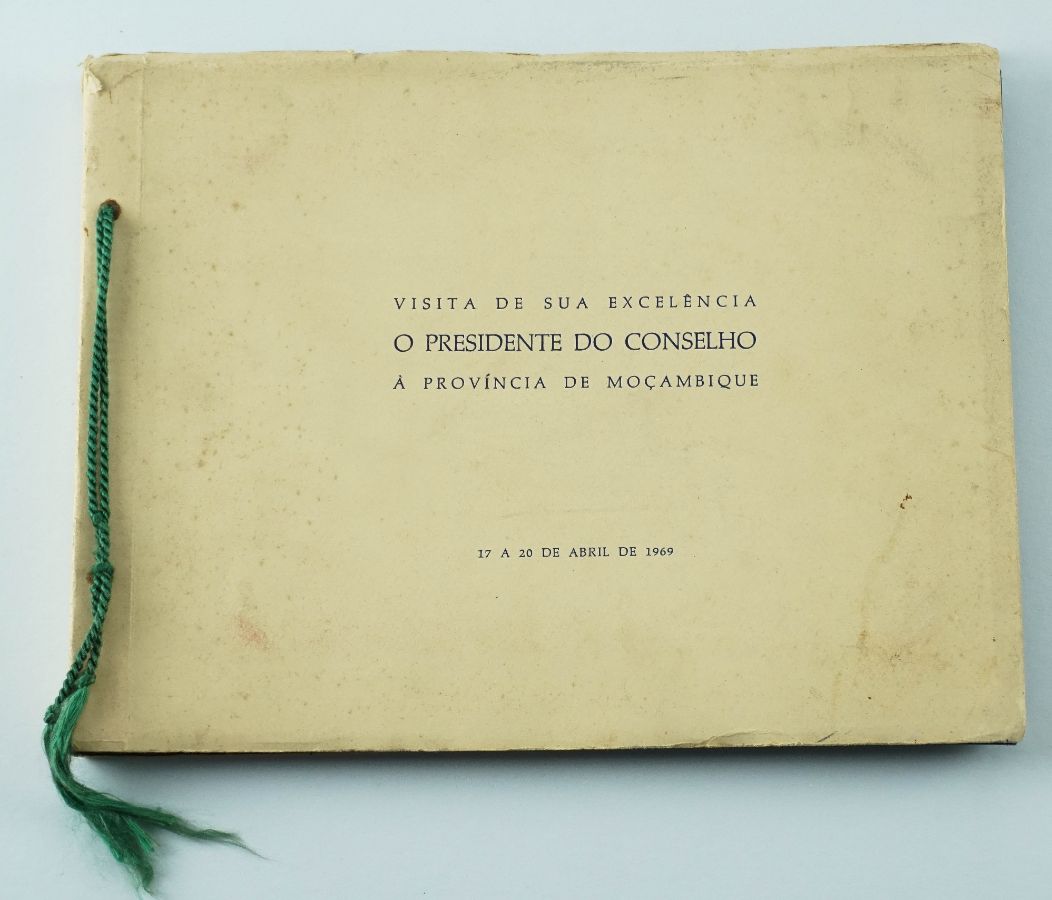 VISITA DE SUA EXCELÊNCIA
O PRESIDENTE DO CONSELHO
À PROVÍNCIA DE MOÇAMBIQUE
17 A 20 DE ABRIL DE 1969